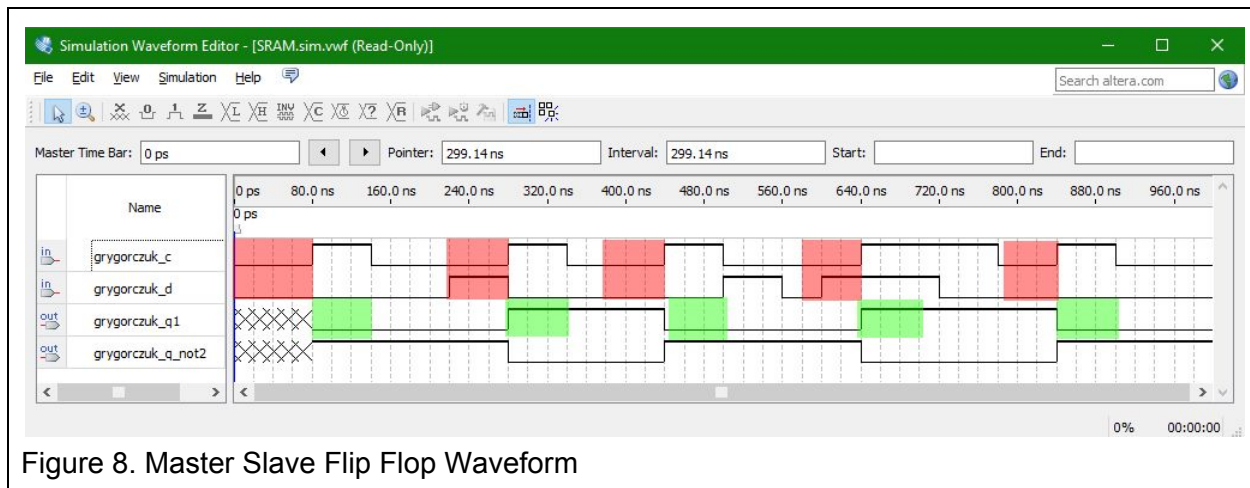 Simulation Waveform Editor - [SRAM.sim.vwf (Read-Only)]
File Edit View Simulation Help
Search altera.com
Master Time Bar: 0 ps Pointer: 299.14 ns Interval: 299.14 ns Start: End:
Name
0 ps 80.0 ns 160.0 ns 240.0 ns 320.0 ns 400.0 ns 480.0 ns 560.0 ns 640.0 ns 720.0 ns 800.0 ns 880.0 ns 960.0 ns
0 ps
in grygorczuk_c
in grygorczuk_d
out grygorczuk_q1
out grygorczuk_q_not2
0% 00:00:00
Figure 8. Master Slave Flip Flop Waveform